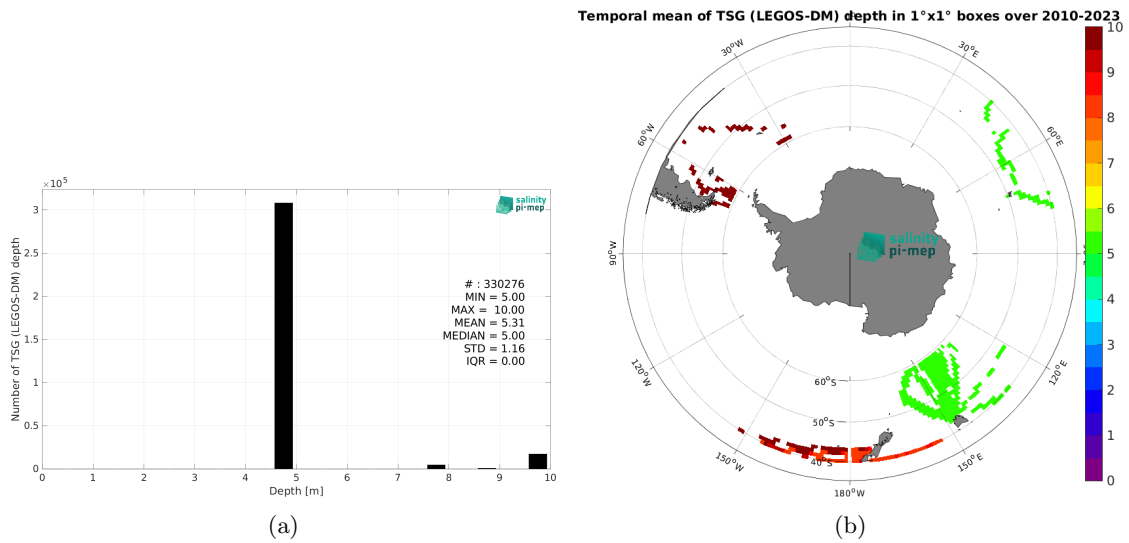 Temporal mean of TSG (LEGOS-DM) depth in 1°x1° boxes over 2010-2023
×10⁵
3
2.5
2
1.5
1
0.5
0
Number of TSG (LEGOS-DM) depth
0 1 2 3 4 5 6 7 8 9 10
Depth [m]
salinity
pi-mep
# : 330276
MIN = 5.00
MAX = 10.00
MEAN = 5.31
MEDIAN = 5.00
STD = 1.16
IQR = 0.00
(a)
30°W
30°E
60°W
60°E
90°W
120°W
120°E
150°W
150°E
180°W
60°S
50°S
40°S
salinity
pi-mep
10
9
8
7
6
5
4
3
2
1
0
(b)